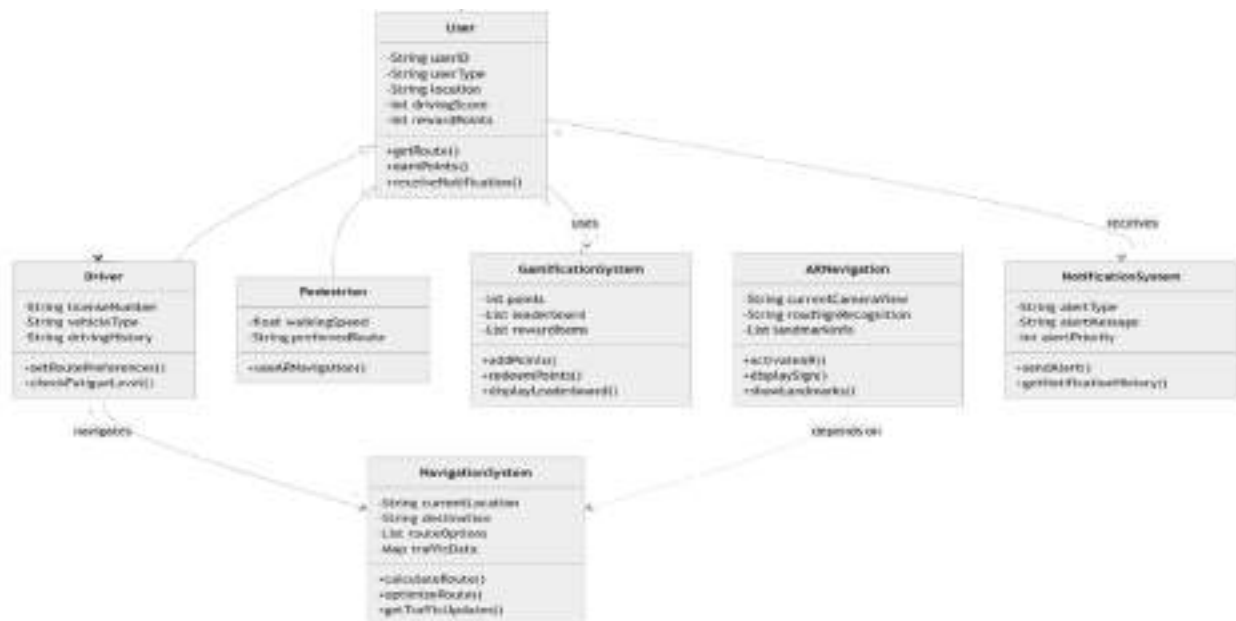 User
-String userID
-String userType
-String location
-Int drivingScore
-Int rewardPoints
+getRoute()
+earnPoints()
+receiveNotification()
uses
receives
Driver
-String licenseNumber
-String vehicleType
-String drivingHistory
+setRoutePreferences()
+checkFatigueLevel()
Pedestrian
-float walkingSpeed
-String preferredRoute
+useARNavigation()
GamificationSystem
-Int points
-List leaderboard
-List rewardItems
+addPoints()
+redeemPoints()
+displayLeaderboard()
ARNavigation
-String currentCameraView
-String roadSignRecognition
-List landmarkInfo
+activateAR()
+displaySign()
+showLandmarks()
NotificationSystem
-String alertType
-String alertMessage
-Int alertPriority
+sendAlert()
+getNotificationHistory()
navigates
depends on
NavigationSystem
-String currentLocation
-String destination
-List routeOptions
-Map trafficData
+calculateRoute()
+optimizeRoute()
+getTrafficUpdates()